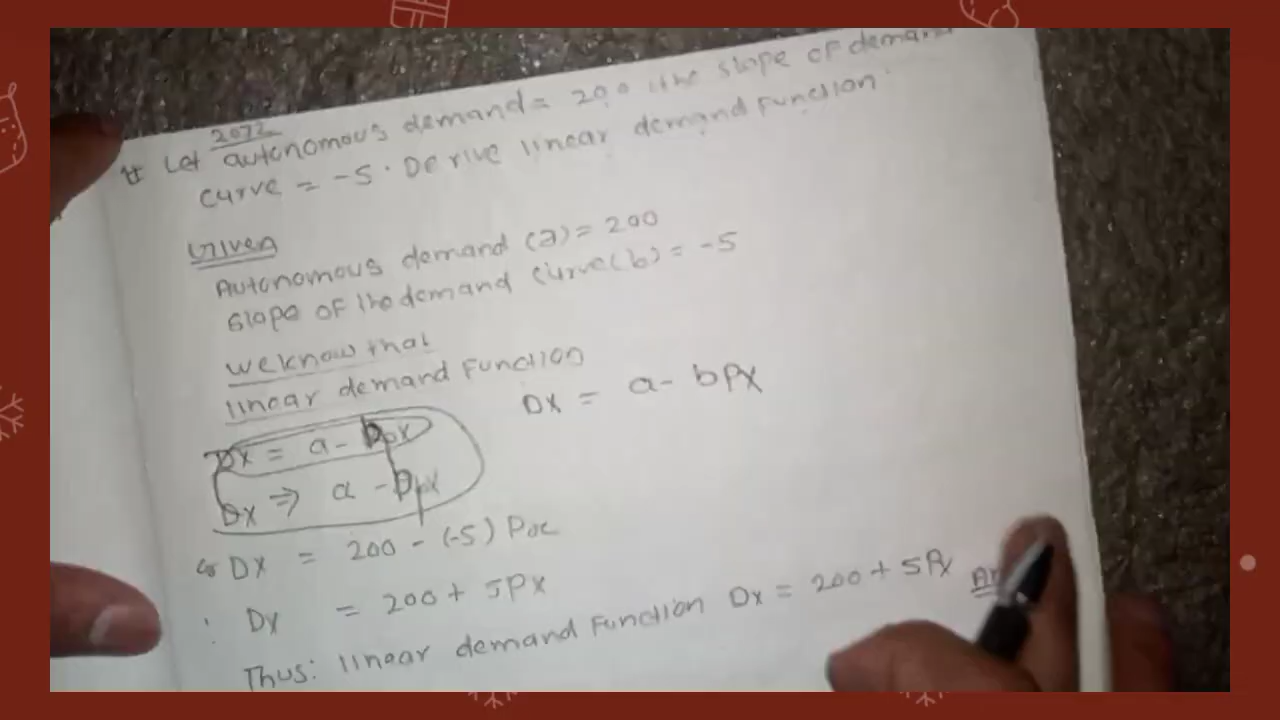 2072
# Let autonomous demand = 200 the slope of deman
curve = -5. Derive linear demand function.
Given
Autonomous demand (a) = 200
Slope of the demand curve (b) = -5
We know that
linear demand function
Dx = a - bPx
Dx = a - bpx
Dx ⇒ a - bpx
Dx = 200 - (-5) Px
∴ Dx = 200 + 5Px
Thus: linear demand function Dx = 200 + 5Px